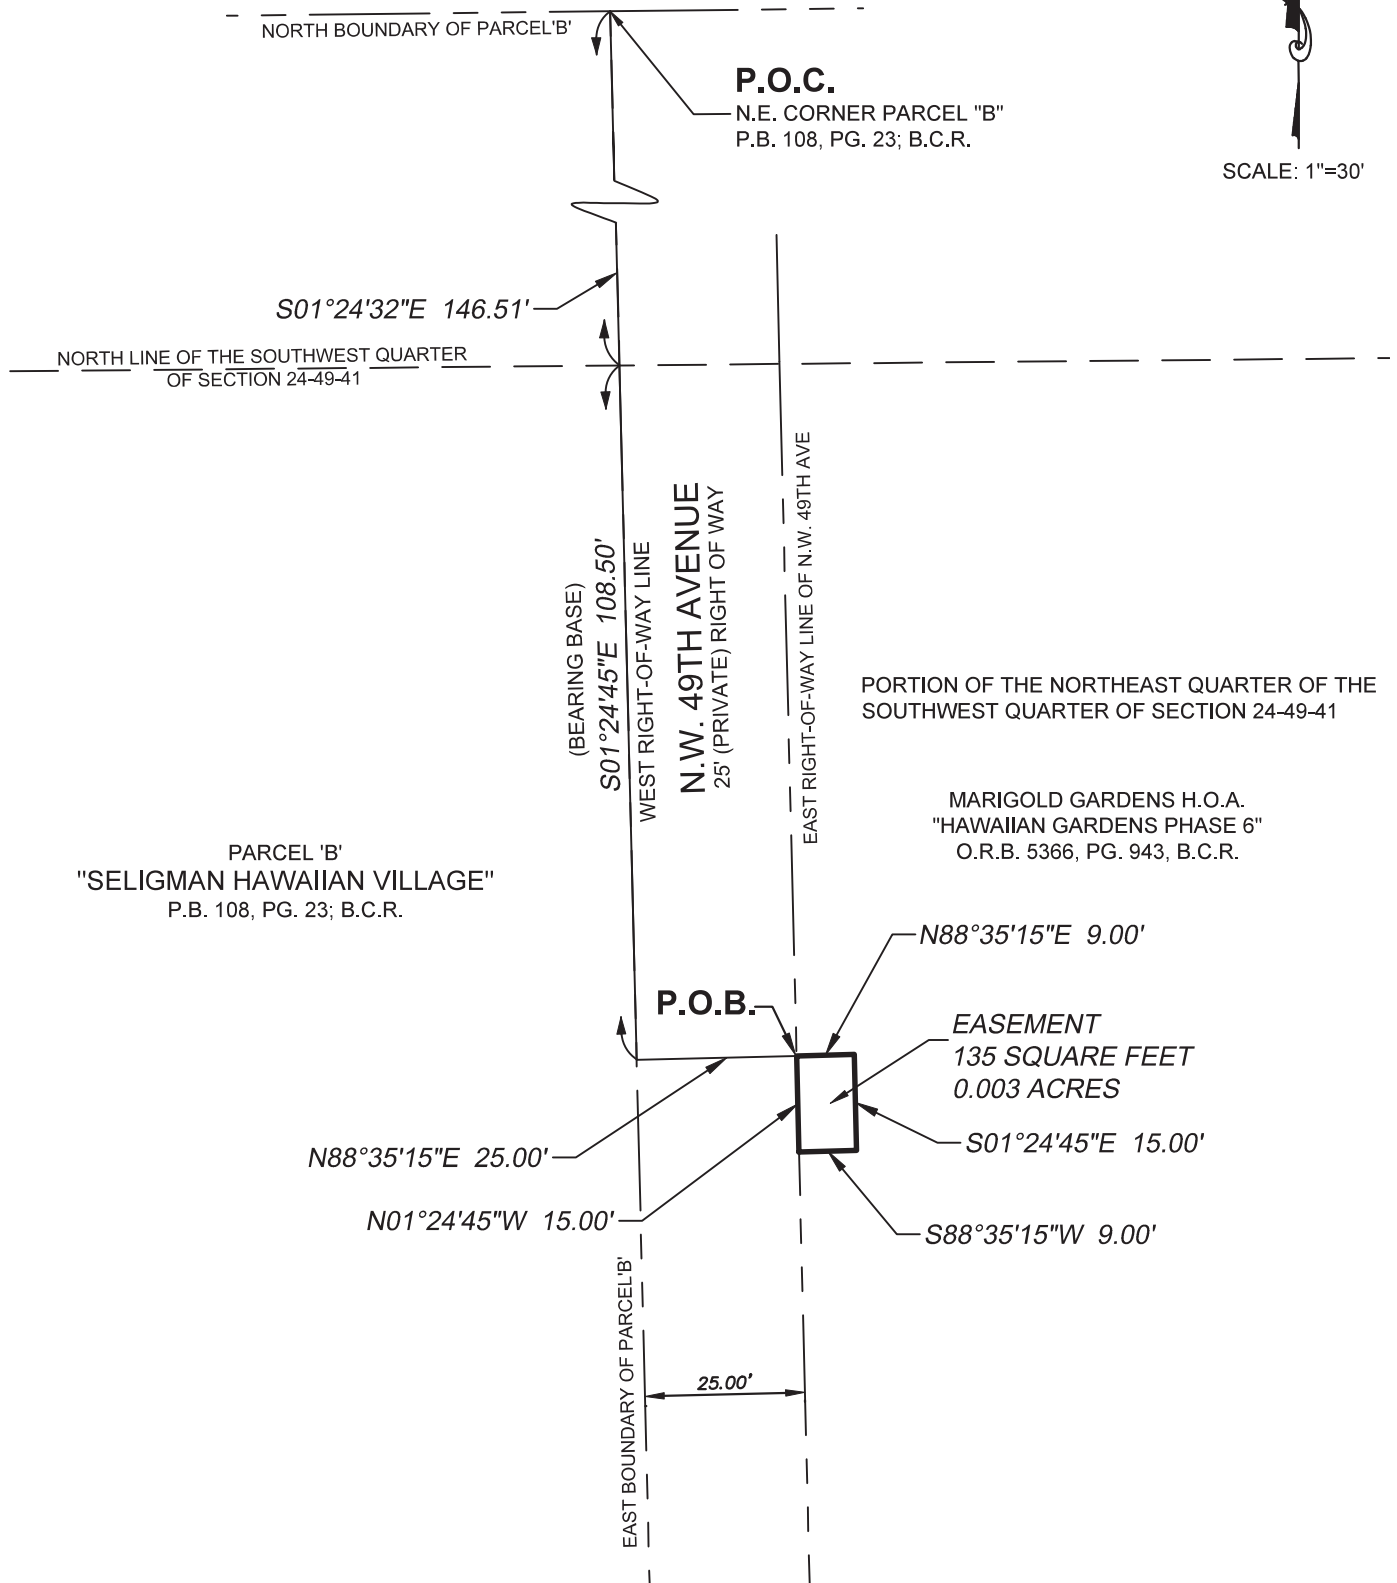 NORTH BOUNDARY OF PARCEL'B'
P.O.C.
N.E. CORNER PARCEL "B"
P.B. 108, PG. 23; B.C.R.
SCALE: 1"=30'
S01°24'32"E 146.51'
NORTH LINE OF THE SOUTHWEST QUARTER
OF SECTION 24-49-41
(BEARING BASE)
S01°24'45"E 108.50'
WEST RIGHT-OF-WAY LINE
N.W. 49TH AVENUE
25' (PRIVATE) RIGHT OF WAY
EAST RIGHT-OF-WAY LINE OF N.W. 49TH AVE
PORTION OF THE NORTHEAST QUARTER OF THE
SOUTHWEST QUARTER OF SECTION 24-49-41
MARIGOLD GARDENS H.O.A.
"HAWAIIAN GARDENS PHASE 6"
O.R.B. 5366, PG. 943, B.C.R.
PARCEL 'B'
"SELIGMAN HAWAIIAN VILLAGE"
P.B. 108, PG. 23; B.C.R.
N88°35'15"E 9.00'
P.O.B.
EASEMENT
135 SQUARE FEET
0.003 ACRES
S01°24'45"E 15.00'
N88°35'15"E 25.00'
N01°24'45"W 15.00'
S88°35'15"W 9.00'
EAST BOUNDARY OF PARCEL'B'
25.00'